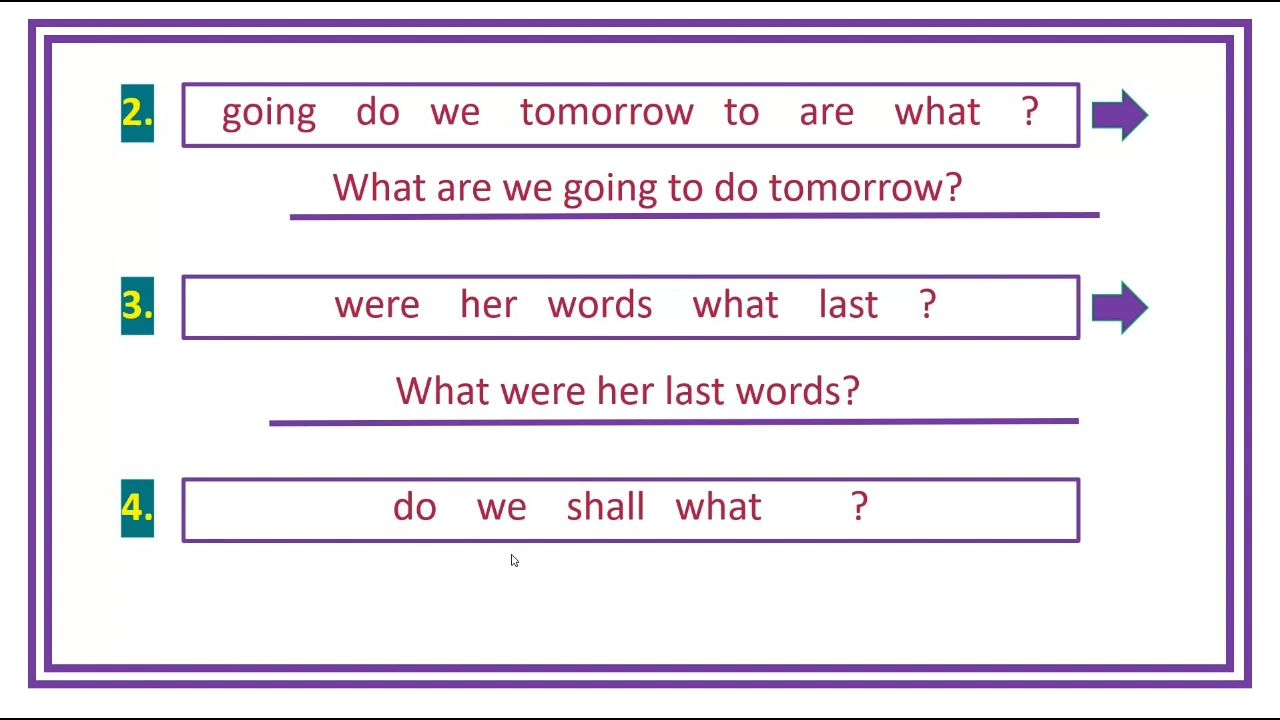 2. going do we tomorrow to are what ?
What are we going to do tomorrow?
3. were her words what last ?
What were her last words?
4. do we shall what ?